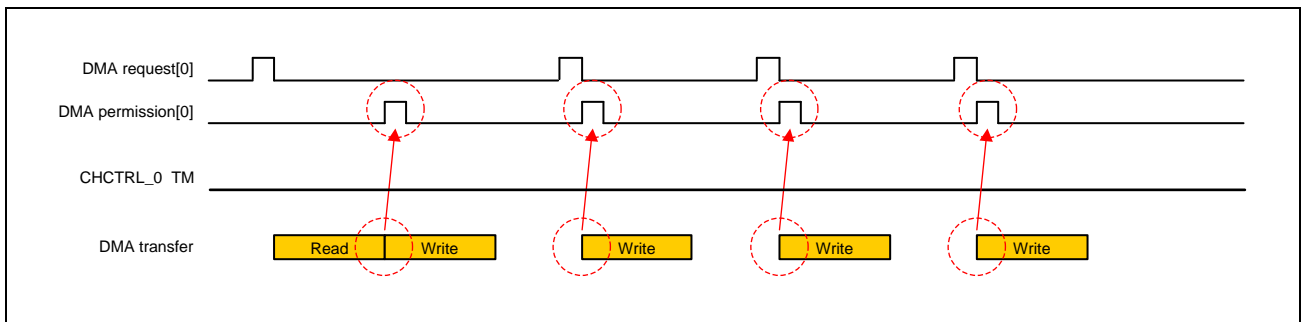 DMA request[0]
DMA permission[0]
CHCTRL_0 TM
DMA transfer
Read Write Write Write Write